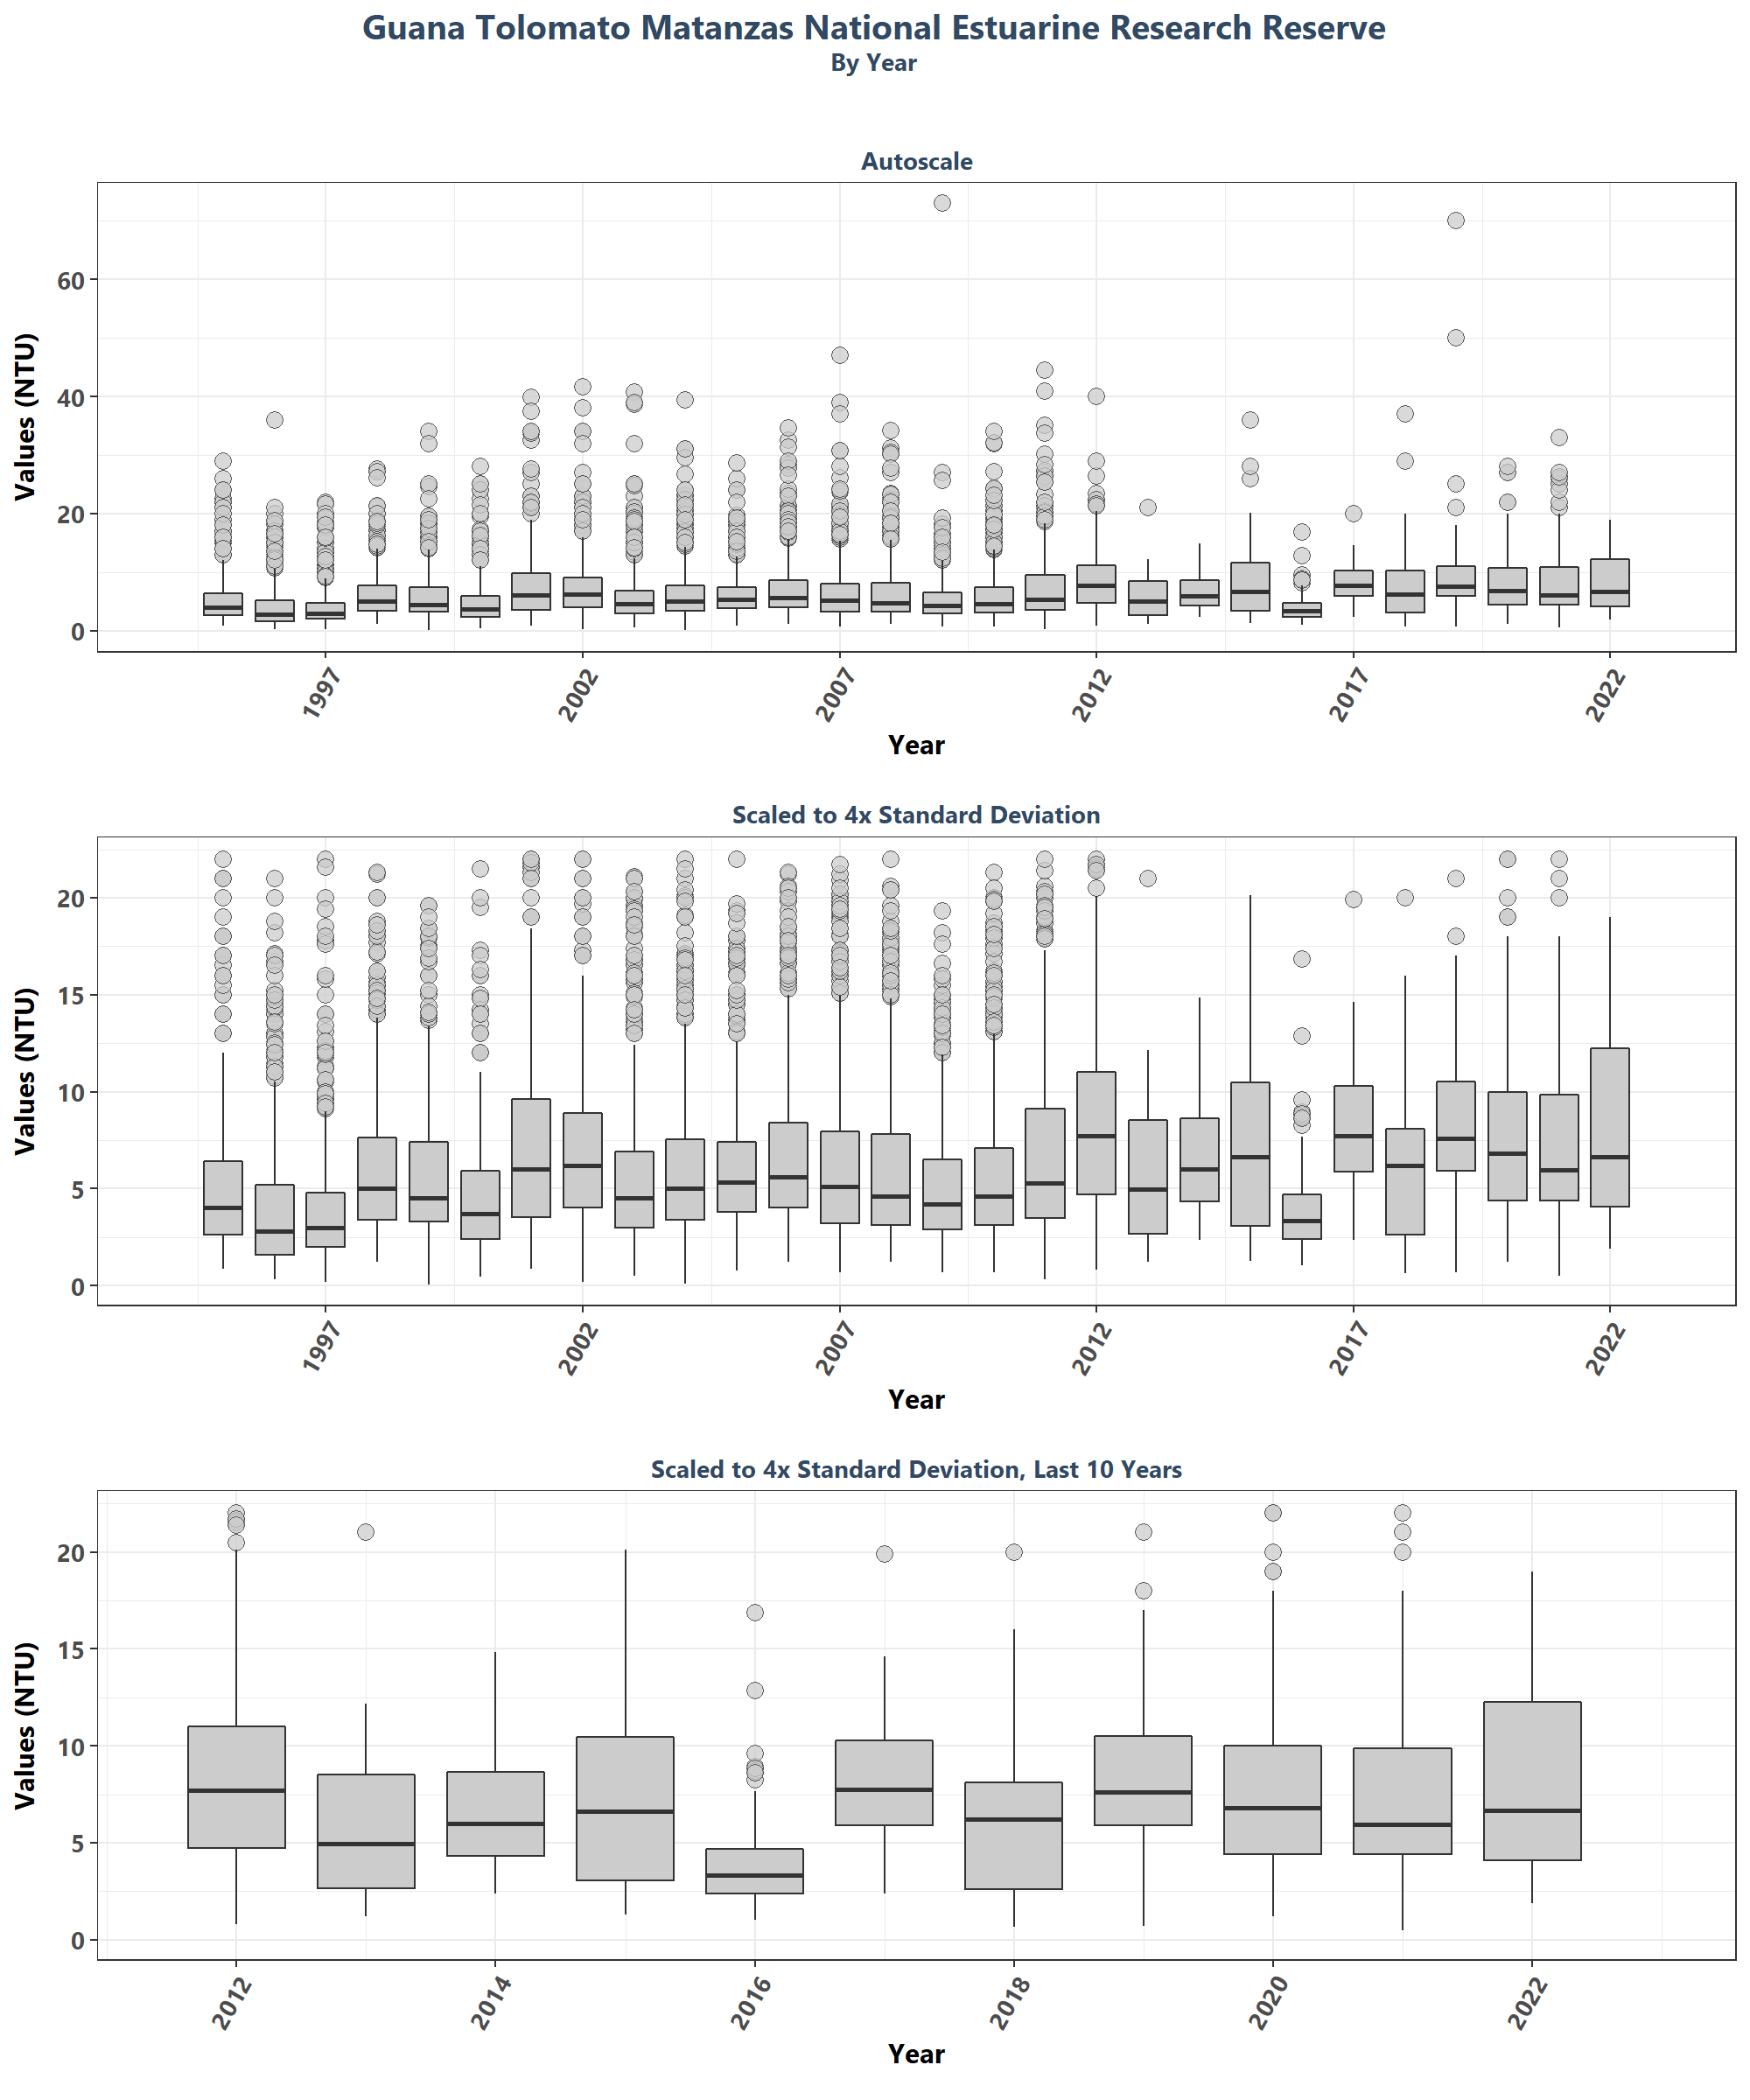 Guana Tolomato Matanzas National Estuarine Research Reserve
By Year
Autoscale
Values (NTU)
60
40
20
0
1997 2002 2007 2012 2017 2022
Year
Scaled to 4x Standard Deviation
Values (NTU)
20
15
10
5
0
1997 2002 2007 2012 2017 2022
Year
Scaled to 4x Standard Deviation, Last 10 Years
Values (NTU)
20
15
10
5
0
2012 2014 2016 2018 2020 2022
Year